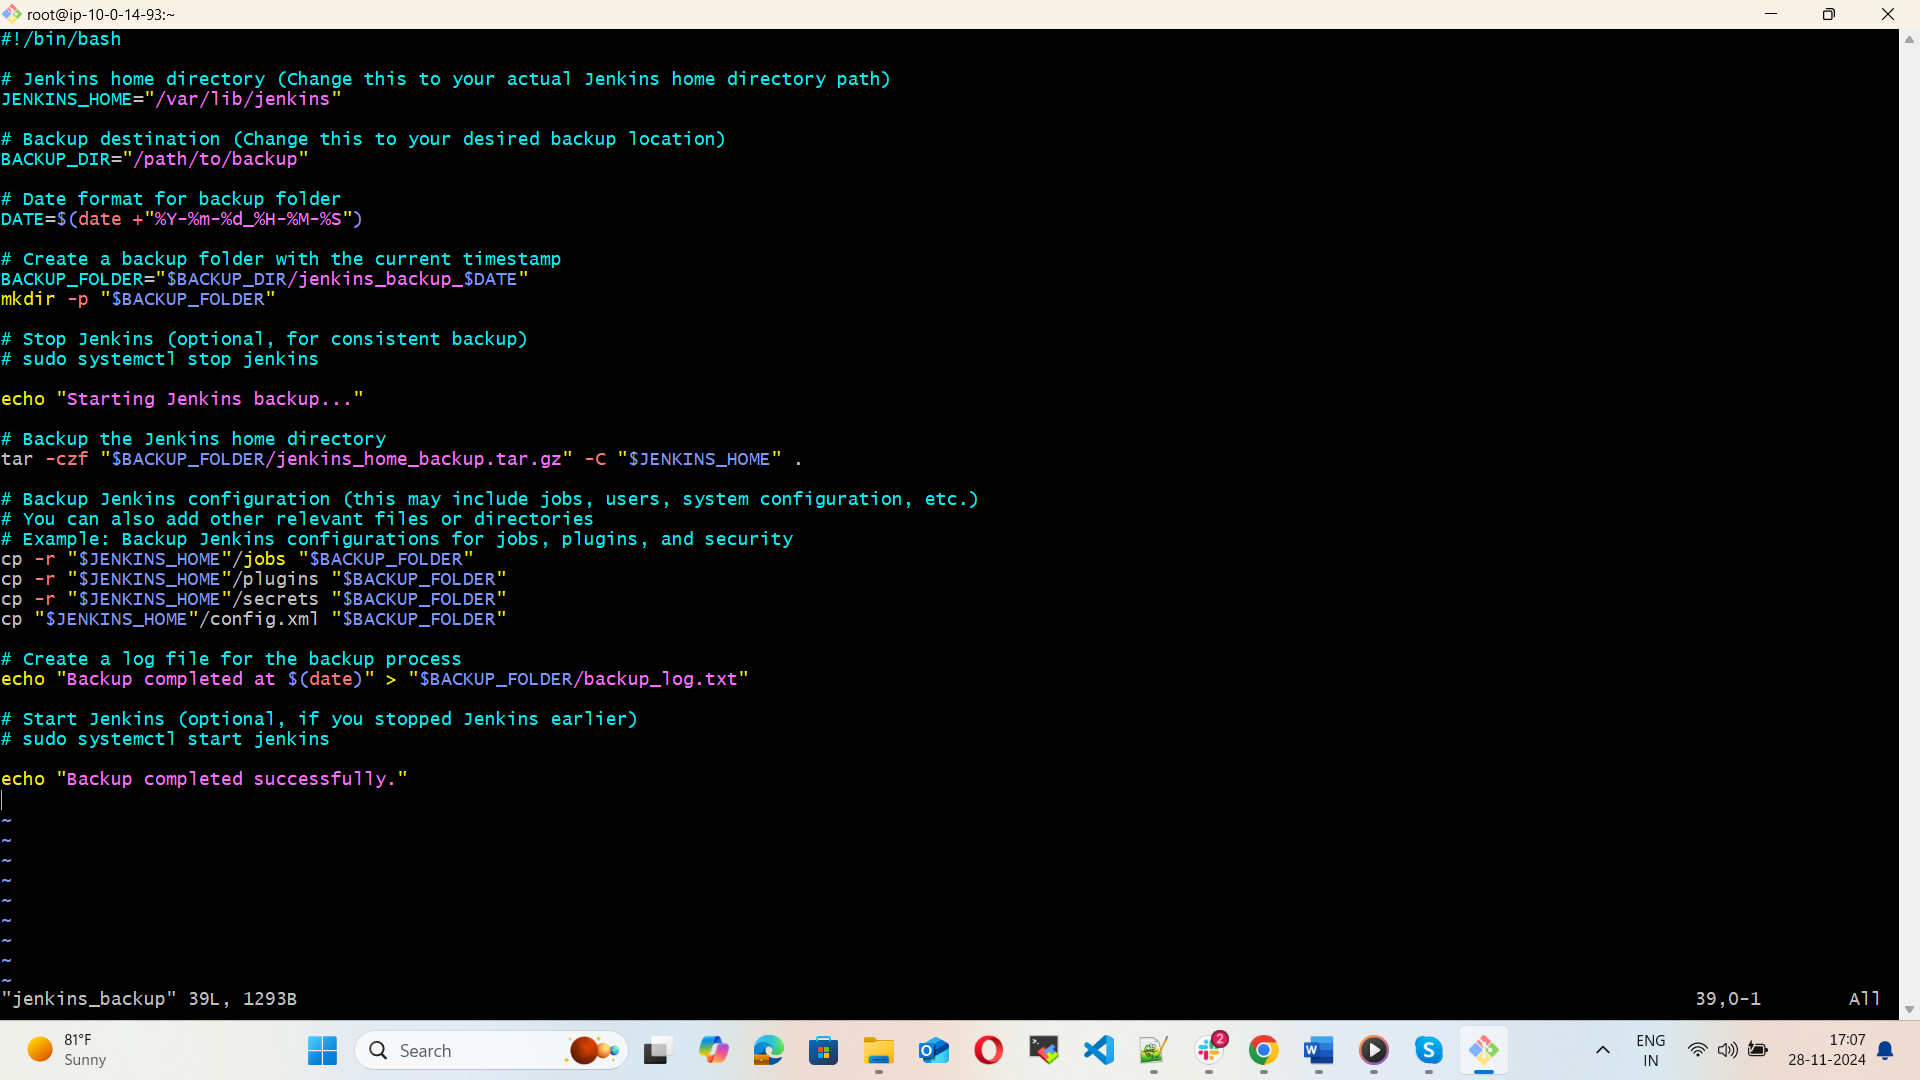 root@ip-10-0-14-93:~
#!/bin/bash
# Jenkins home directory (Change this to your actual Jenkins home directory path)
JENKINS_HOME="/var/lib/jenkins"
# Backup destination (Change this to your desired backup location)
BACKUP_DIR="/path/to/backup"
# Date format for backup folder
DATE=$(date +"%Y-%m-%d_%H-%M-%S")
# Create a backup folder with the current timestamp
BACKUP_FOLDER="$BACKUP_DIR/jenkins_backup_$DATE"
mkdir -p "$BACKUP_FOLDER"
# Stop Jenkins (optional, for consistent backup)
# sudo systemctl stop jenkins
echo "Starting Jenkins backup..."
# Backup the Jenkins home directory
tar -czf "$BACKUP_FOLDER/jenkins_home_backup.tar.gz" -C "$JENKINS_HOME" .
# Backup Jenkins configuration (this may include jobs, users, system configuration, etc.)
# You can also add other relevant files or directories
# Example: Backup Jenkins configurations for jobs, plugins, and security
cp -r "$JENKINS_HOME"/jobs "$BACKUP_FOLDER"
cp -r "$JENKINS_HOME"/plugins "$BACKUP_FOLDER"
cp -r "$JENKINS_HOME"/secrets "$BACKUP_FOLDER"
cp "$JENKINS_HOME"/config.xml "$BACKUP_FOLDER"
# Create a log file for the backup process
echo "Backup completed at $(date)" > "$BACKUP_FOLDER/backup_log.txt"
# Start Jenkins (optional, if you stopped Jenkins earlier)
# sudo systemctl start jenkins
echo "Backup completed successfully."
~
~
~
~
~
~
~
~
~
"jenkins_backup" 39L, 1293B 39,0-1 All
81°F
Sunny
Search
2
ENG
IN
17:07
28-11-2024